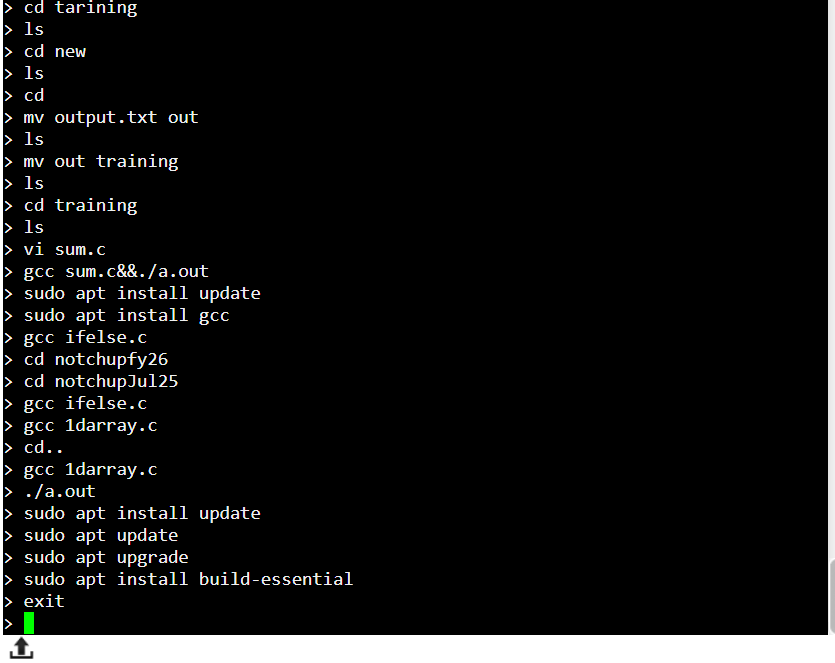 > cd tarining
> ls
> cd new
> ls
> cd
> mv output.txt out
> ls
> mv out training
> ls
> cd training
> ls
> vi sum.c
> gcc sum.c&&./a.out
> sudo apt install update
> sudo apt install gcc
> gcc ifelse.c
> cd notchupfy26
> cd notchupJul25
> gcc ifelse.c
> gcc 1darray.c
> cd..
> gcc 1darray.c
> ./a.out
> sudo apt install update
> sudo apt update
> sudo apt upgrade
> sudo apt install build-essential
> exit
>